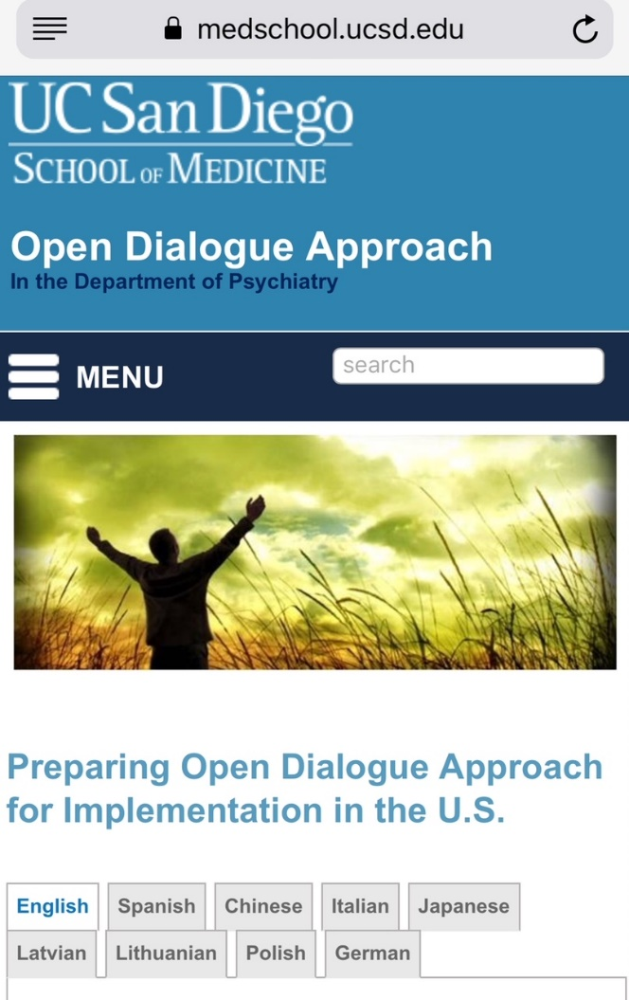 medschool.ucsd.edu
UC San Diego
SCHOOL OF MEDICINE
Open Dialogue Approach
In the Department of Psychiatry
MENU
search
Preparing Open Dialogue Approach
for Implementation in the U.S.
English Spanish Chinese Italian Japanese
Latvian Lithuanian Polish German